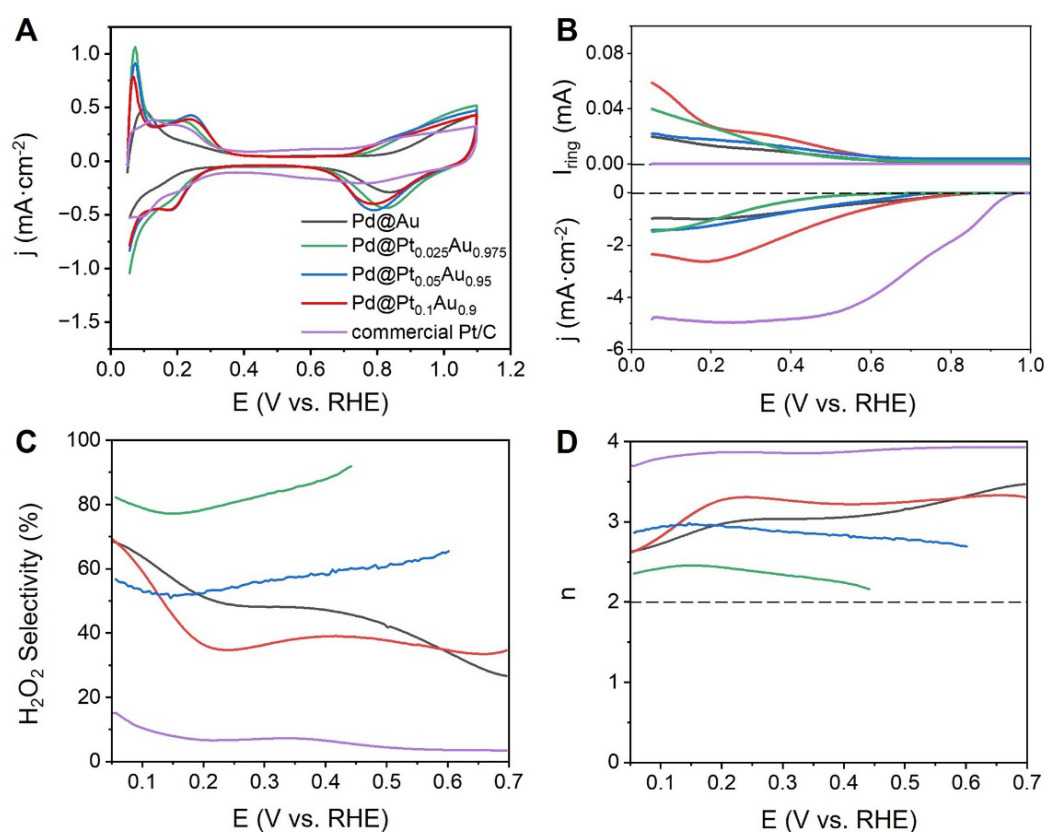 A
1.0
0.5
0.0
−0.5
−1.0
−1.5
j (mA·cm⁻²)
Pd@Au
Pd@Pt₀.₀₂₅Au₀.₉₇₅
Pd@Pt₀.₀₅Au₀.₉₅
Pd@Pt₀.₁Au₀.₉
commercial Pt/C
0.0 0.2 0.4 0.6 0.8 1.0 1.2
E (V vs. RHE)
B
0.08
0.04
0.00
I_ring (mA)
0
-2
-4
-6
j (mA·cm⁻²)
0.0 0.2 0.4 0.6 0.8 1.0
E (V vs. RHE)
C
100
80
60
40
20
0
H₂O₂ Selectivity (%)
0.1 0.2 0.3 0.4 0.5 0.6 0.7
E (V vs. RHE)
D
4
3
2
1
0
n
0.1 0.2 0.3 0.4 0.5 0.6 0.7
E (V vs. RHE)